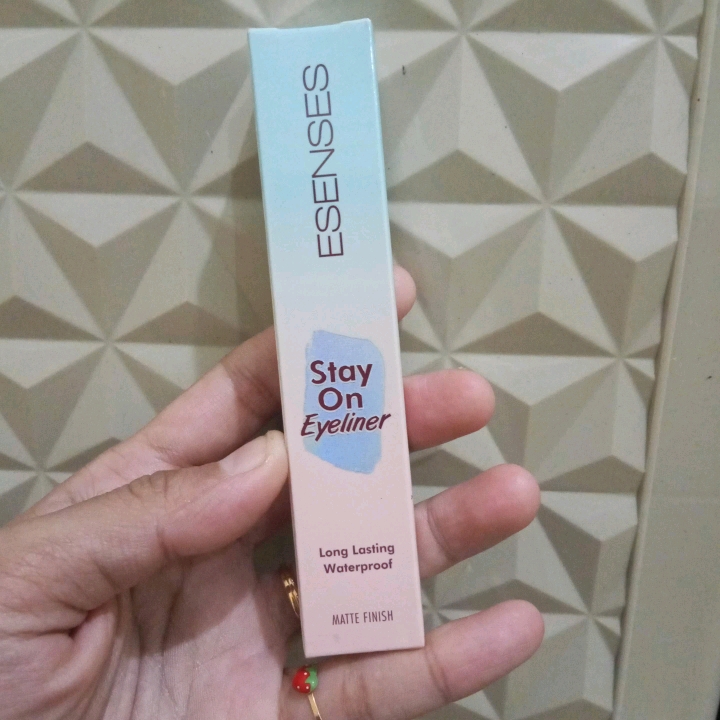 ESENSES
Stay
On
Eyeliner
Long Lasting
Waterproof
MATTE FINISH